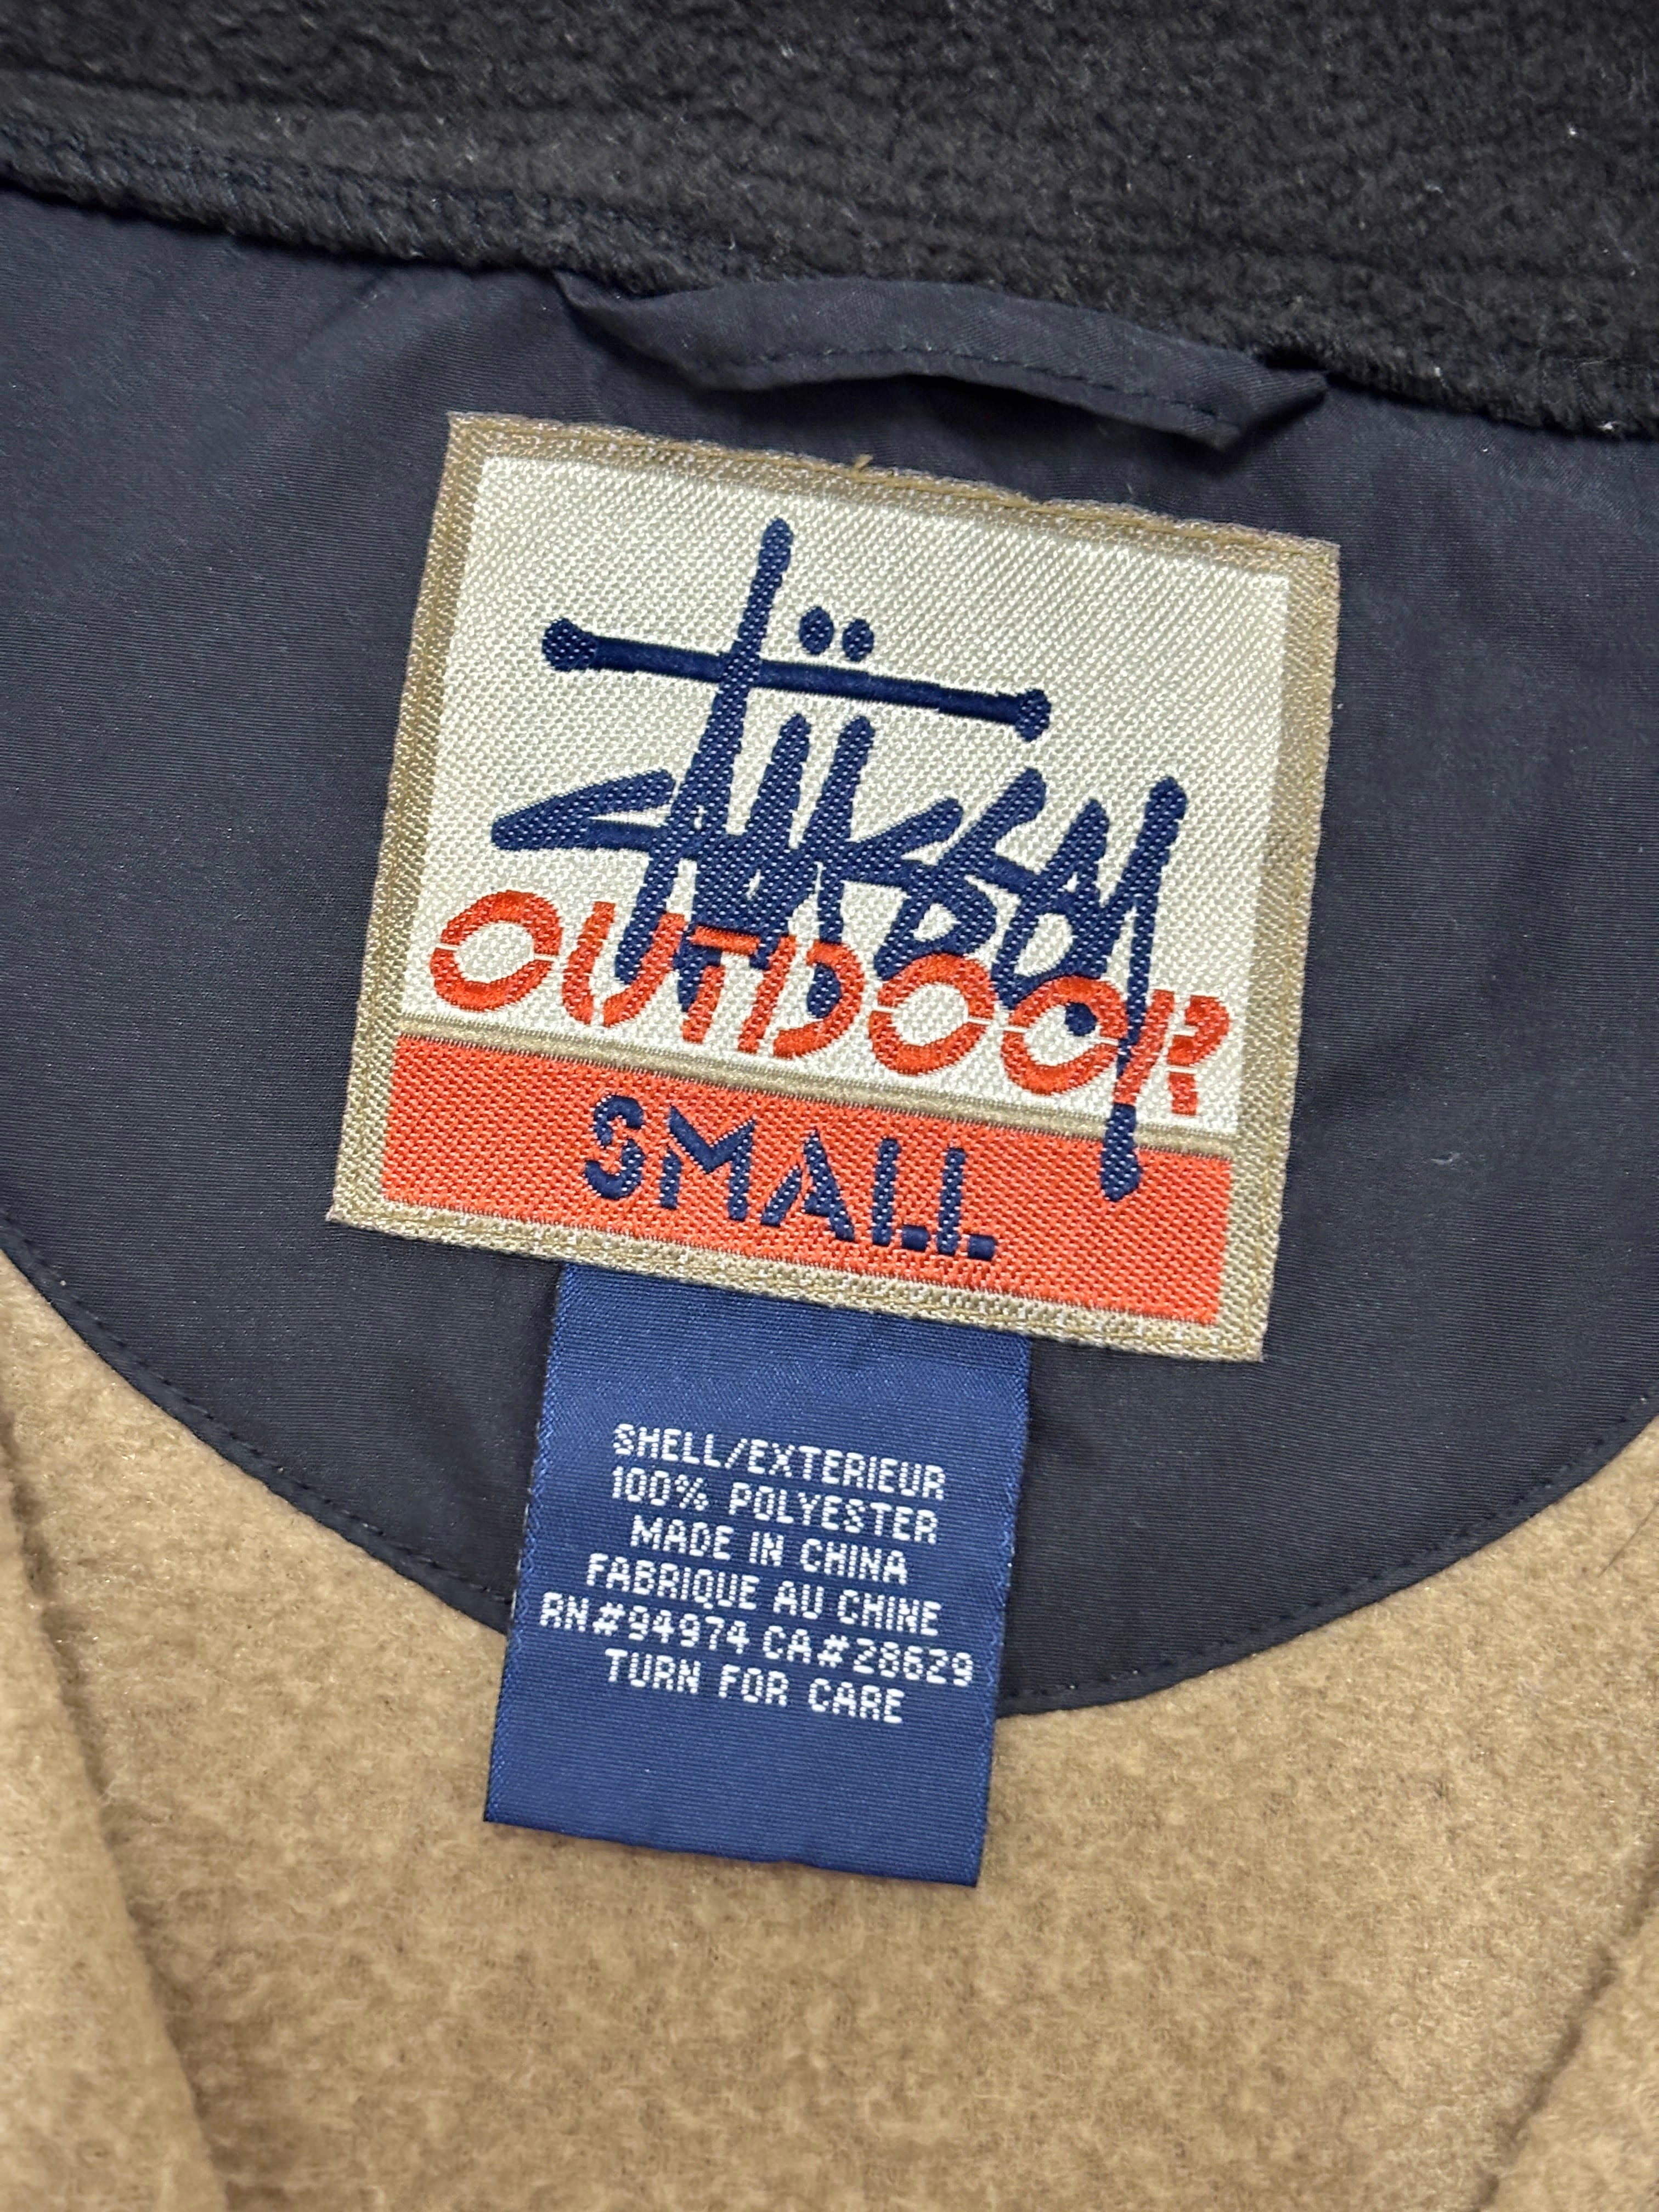 Stüssy
OUTDOOR
SMALL
SHELL/EXTERIEUR
100% POLYESTER
MADE IN CHINA
FABRIQUE AU CHINE
RN#94974 CA#28629
TURN FOR CARE